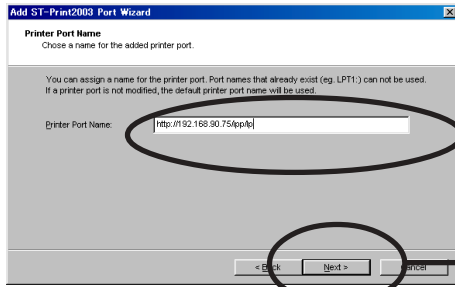 Add ST-Print2003 Port Wizard
Printer Port Name
Chose a name for the added printer port.
You can assign a name for the printer port. Port names that already exist (eg. LPT1:) can not be used.
If a printer port is not modified, the default printer port name will be used.
Printer Port Name:
http://192.168.90.75/ipp/lp
< Back Next > Cancel